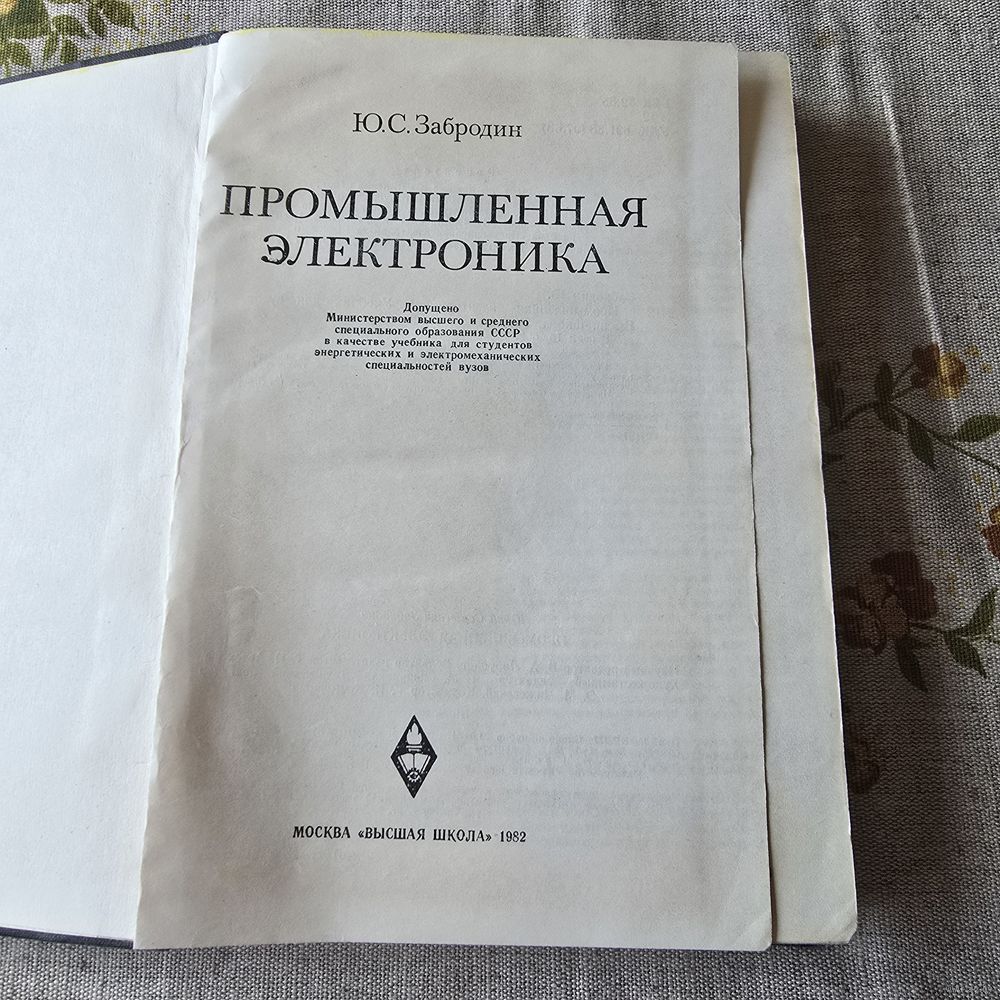 Ю.С. Забродин
ПРОМЫШЛЕННАЯ
ЭЛЕКТРОНИКА
Допущено
Министерством высшего и среднего
специального образования СССР
в качестве учебника для студентов
энергетических и электромеханических
специальностей вузов
МОСКВА «ВЫСШАЯ ШКОЛА» 1982